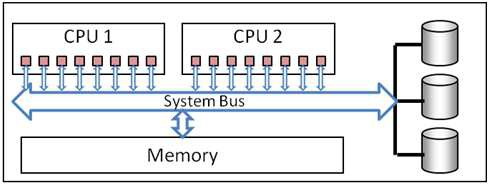 CPU 1
CPU 2
System Bus
Memory